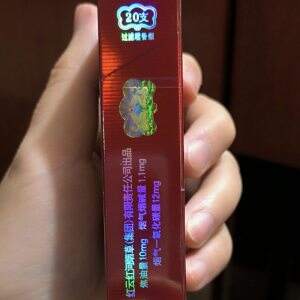 20支
过滤嘴香烟
红云红河烟草(集团)有限责任公司出品
焦油量10mg 烟气烟碱量1.1mg
烟气一氧化碳量12mg